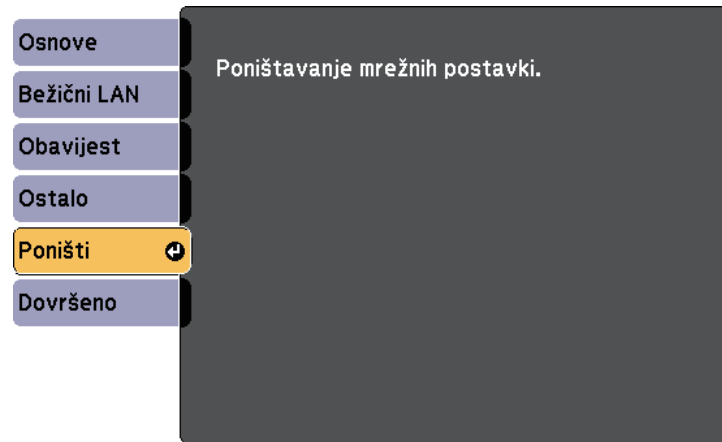 Osnove
Bežični LAN
Obavijest
Ostalo
Poništi
Dovršeno
Poništavanje mrežnih postavki.